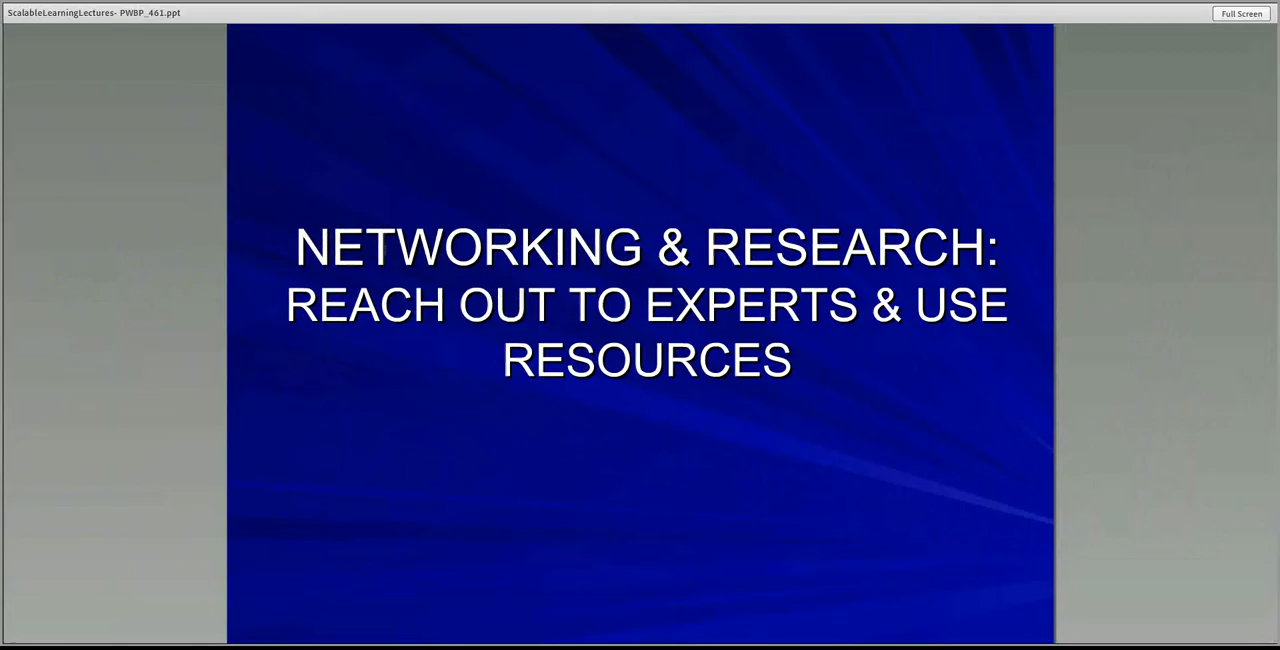 ScalableLearningLectures- PWBP_461.ppt
Full Screen
NETWORKING & RESEARCH:
REACH OUT TO EXPERTS & USE
RESOURCES